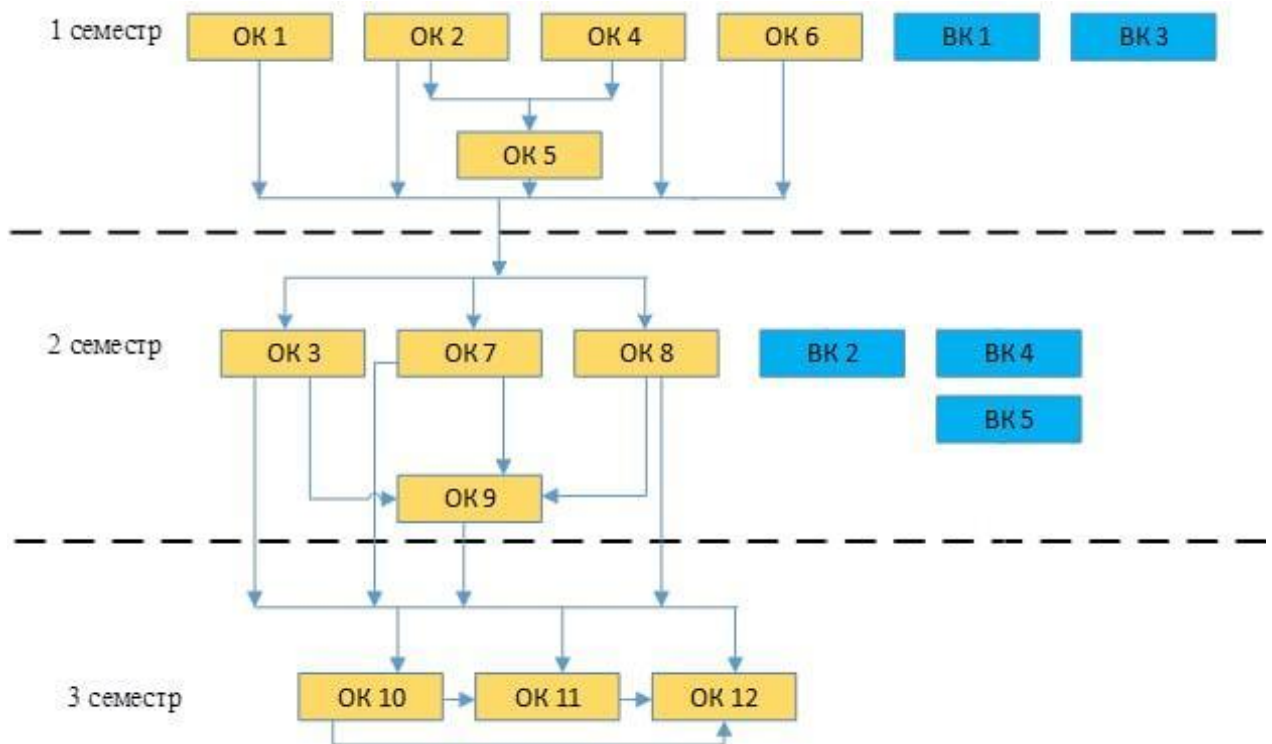 1 семестр ОК 1 ОК 2 ОК 4 ОК 6 ВК 1 ВК 3
ОК 5
2 семестр ОК 3 ОК 7 ОК 8 ВК 2 ВК 4
ВК 5
ОК 9
3 семестр ОК 10 ОК 11 ОК 12